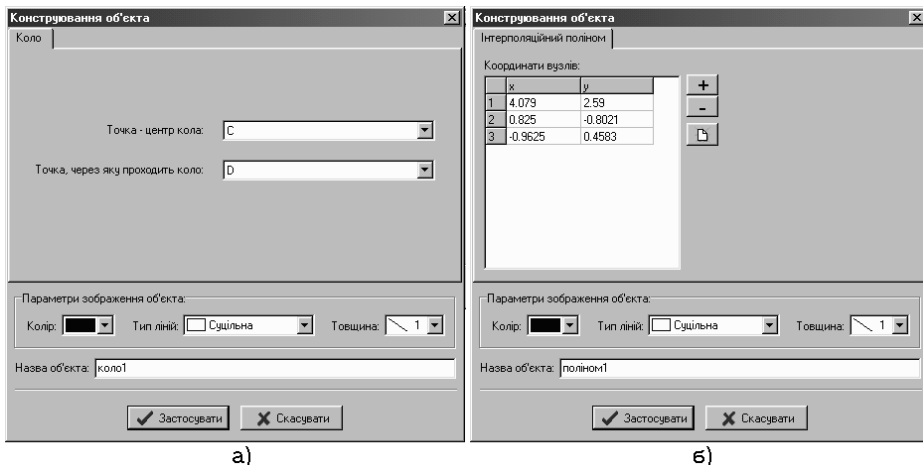 Конструювання об'єкта
Коло
Точка - центр кола: C
Точка, через яку проходить коло: D
Параметри зображення об'єкта:
Колір: Тип ліній: Суцільна Товщина: 1
Назва об'єкта: коло1
Застосувати Скасувати
а)
Конструювання об'єкта
Інтерполяційний поліном
Координати вузлів:
x y
1 4.079 2.59
2 0.825 -0.8021
3 -0.9625 0.4583
+
-
Параметри зображення об'єкта:
Колір: Тип ліній: Суцільна Товщина: 1
Назва об'єкта: поліном1
Застосувати Скасувати
б)